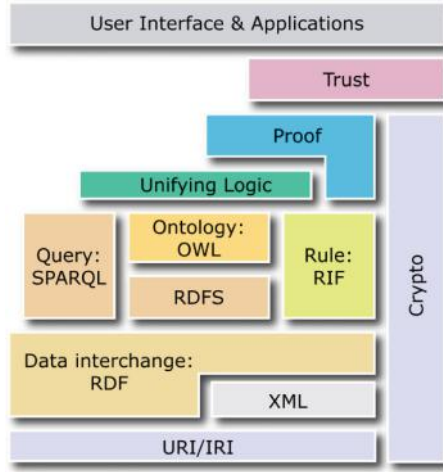 User Interface & Applications
Trust
Proof
Unifying Logic
Query:
SPARQL
Ontology:
OWL
RDFS
Rule:
RIF
Crypto
Data interchange:
RDF
XML
URI/IRI